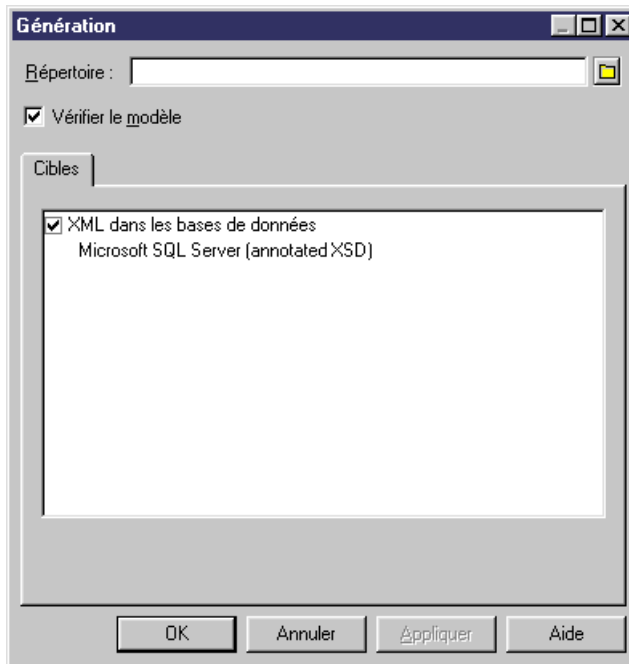 Génération
Répertoire :
Vérifier le modèle
Cibles
XML dans les bases de données
Microsoft SQL Server (annotated XSD)
OK Annuler Appliquer Aide